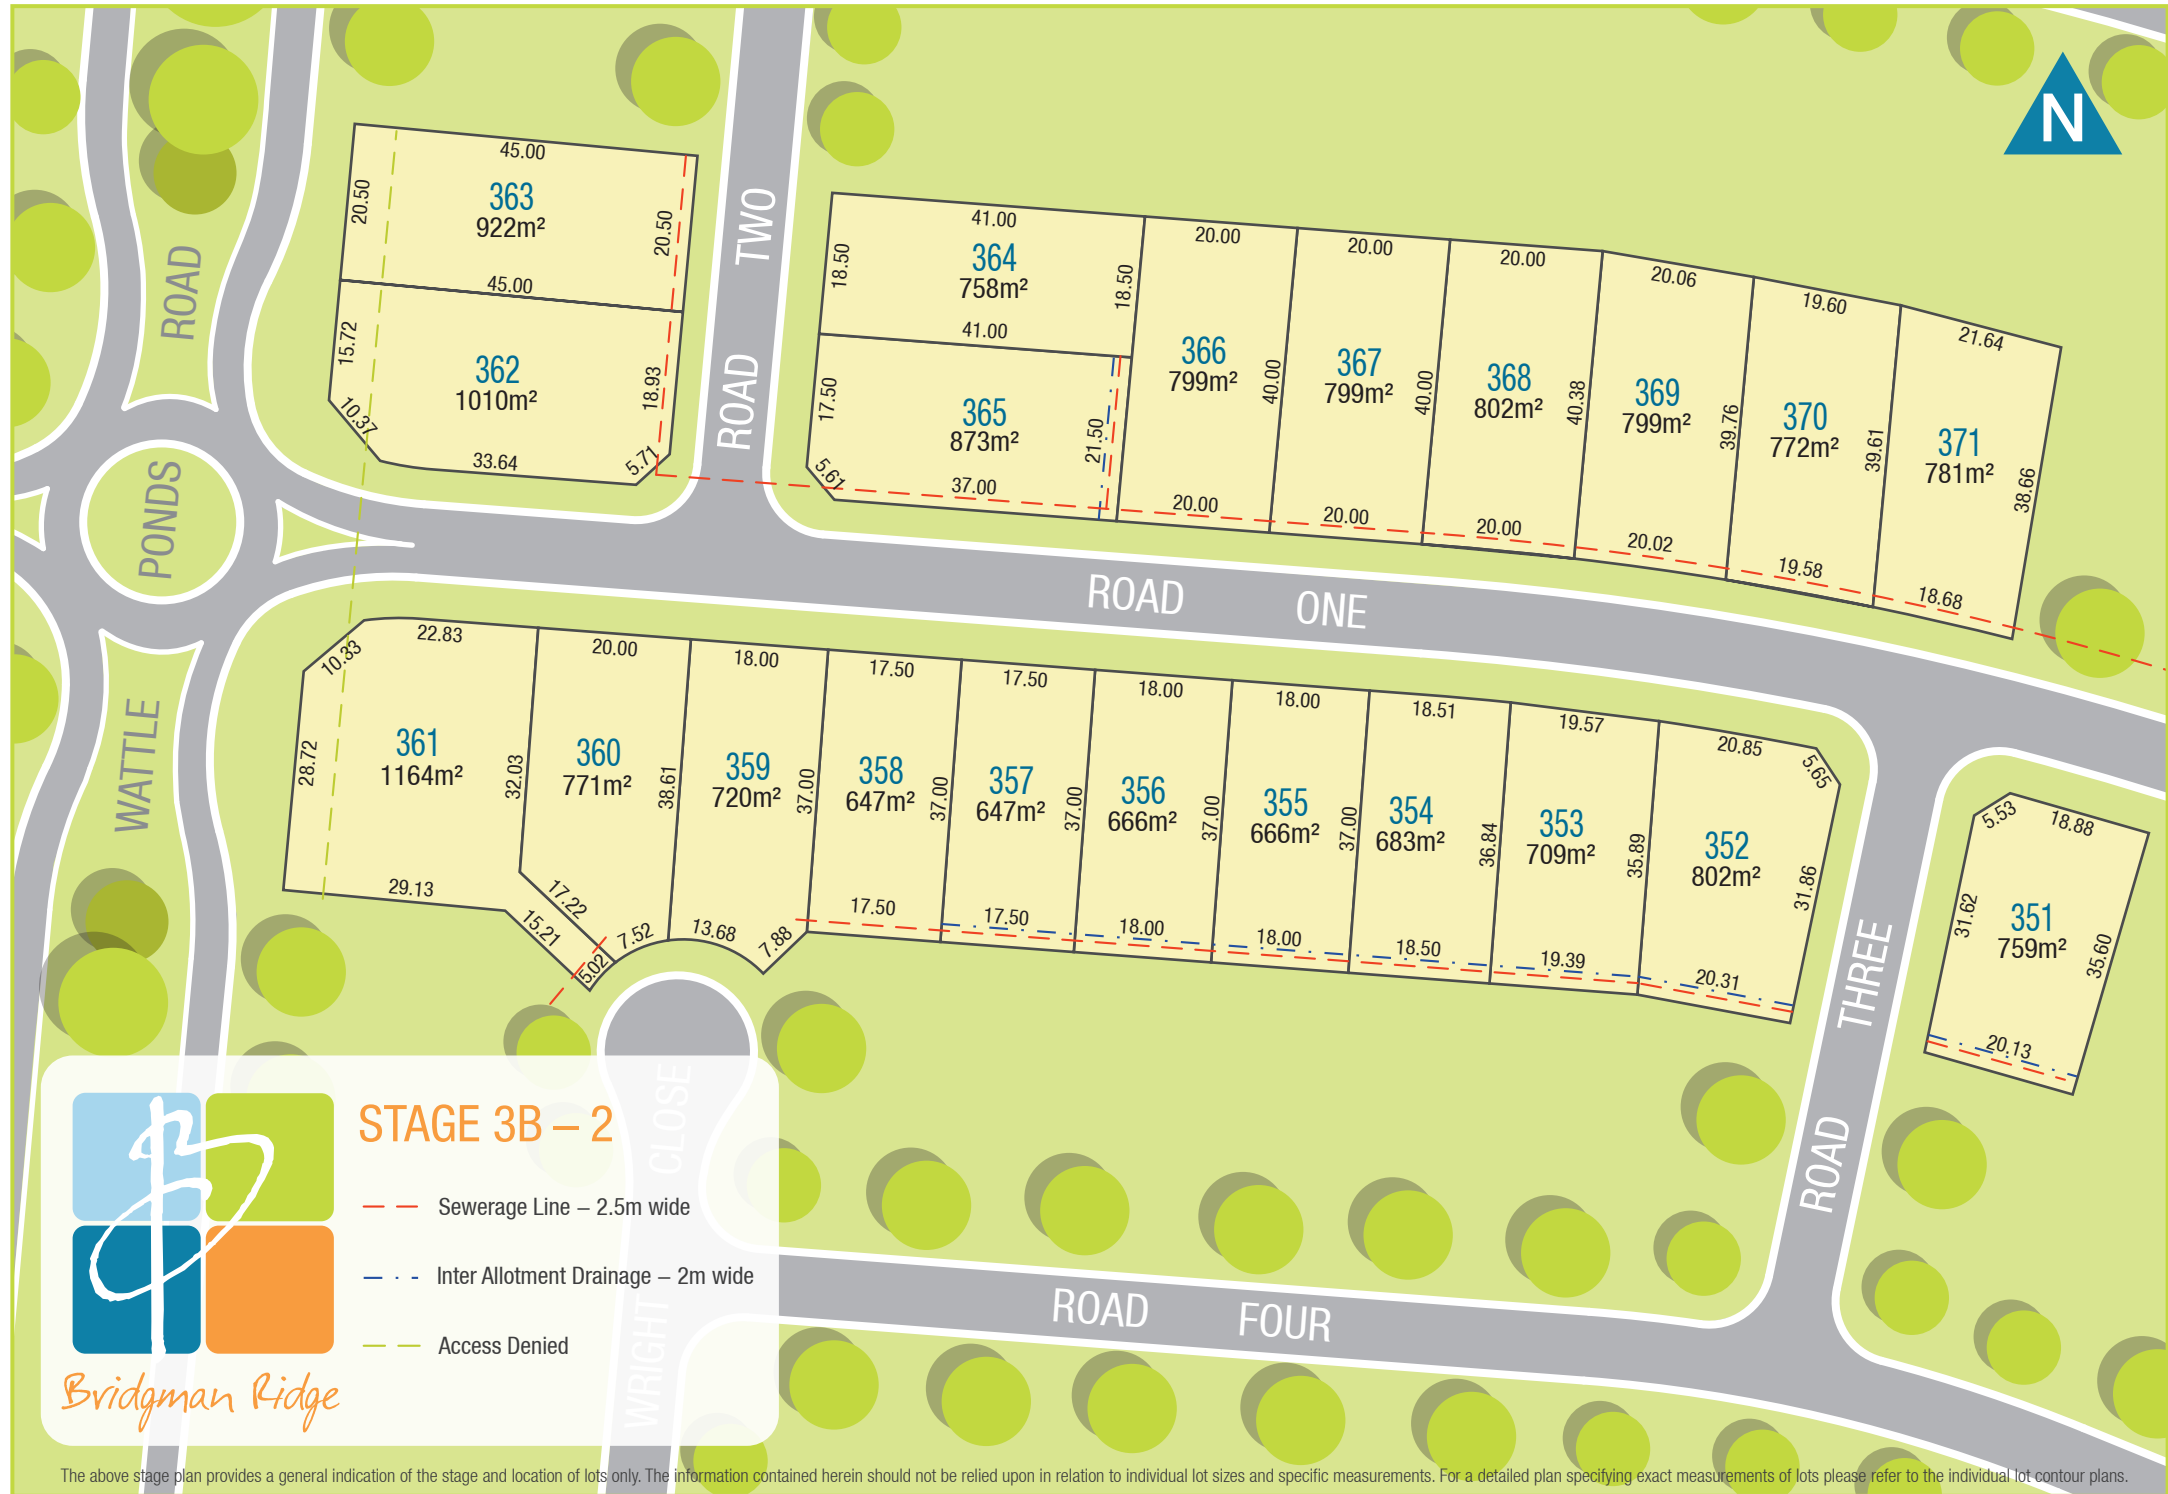 N
45.00
20.50
363
922m²
20.50
45.00
15.72
362
1010m²
18.93
10.37
33.64
5.71
ROAD TWO
41.00
18.50
364
758m²
18.50
41.00
17.50
365
873m²
21.50
5.61
37.00
20.00
366
799m²
40.00
20.00
20.00
367
799m²
40.00
20.00
20.00
368
802m²
40.38
20.00
20.06
369
799m²
39.76
20.02
19.60
370
772m²
39.61
19.58
21.64
371
781m²
38.66
18.68
WATTLE PONDS ROAD
ROAD ONE
22.83
10.33
28.72
361
1164m²
32.03
29.13
15.21
5.02
20.00
360
771m²
38.61
17.22
7.52
18.00
359
720m²
37.00
13.68
7.88
17.50
358
647m²
37.00
17.50
17.50
357
647m²
37.00
17.50
18.00
356
666m²
37.00
18.00
18.00
355
666m²
37.00
18.00
18.51
354
683m²
36.84
18.50
19.57
353
709m²
35.89
19.39
20.85
5.65
352
802m²
31.86
20.31
5.53
18.88
31.62
351
759m²
35.60
20.13
ROAD THREE
ROAD FOUR
WRIGHT CLOSE
STAGE 3B – 2
Sewerage Line – 2.5m wide
Inter Allotment Drainage – 2m wide
Access Denied
Bridgman Ridge
The above stage plan provides a general indication of the stage and location of lots only. The information contained herein should not be relied upon in relation to individual lot sizes and specific measurements. For a detailed plan specifying exact measurements of lots please refer to the individual lot contour plans.